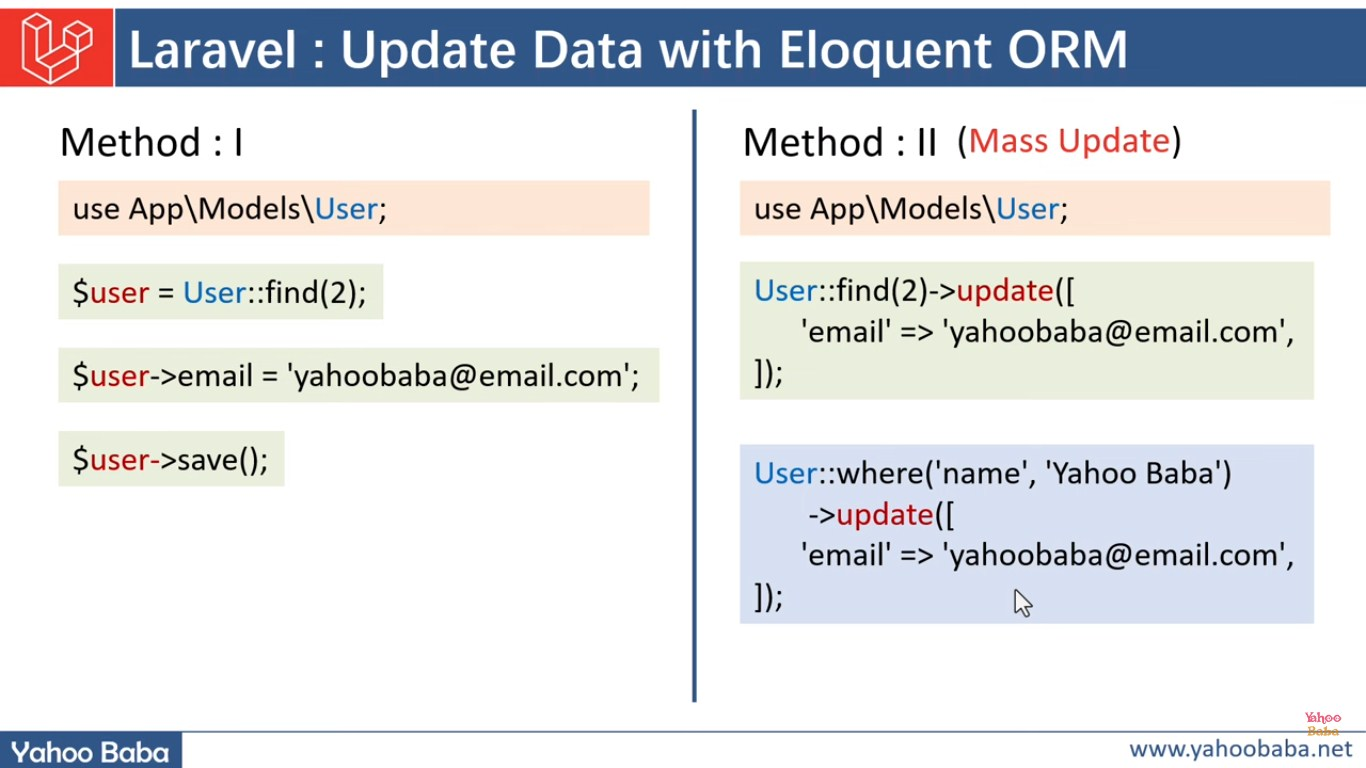 Laravel : Update Data with Eloquent ORM
Method : I
use App\Models\User;
$user = User::find(2);
$user->email = 'yahoobaba@email.com';
$user->save();
Method : II (Mass Update)
use App\Models\User;
User::find(2)->update([
'email' => 'yahoobaba@email.com',
]);
User::where('name', 'Yahoo Baba')
->update([
'email' => 'yahoobaba@email.com',
]);
Yahoo
Baba
Yahoo Baba
www.yahoobaba.net